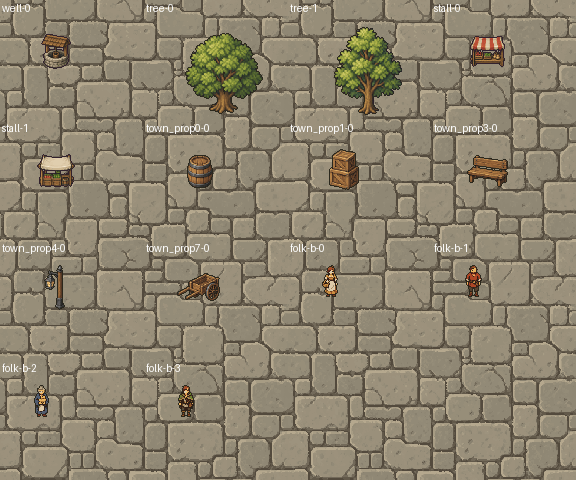 well-0
tree-0
tree-1
stall-0
stall-1
town_prop0-0
town_prop1-0
town_prop3-0
town_prop4-0
town_prop7-0
folk-b-0
folk-b-1
folk-b-2
folk-b-3